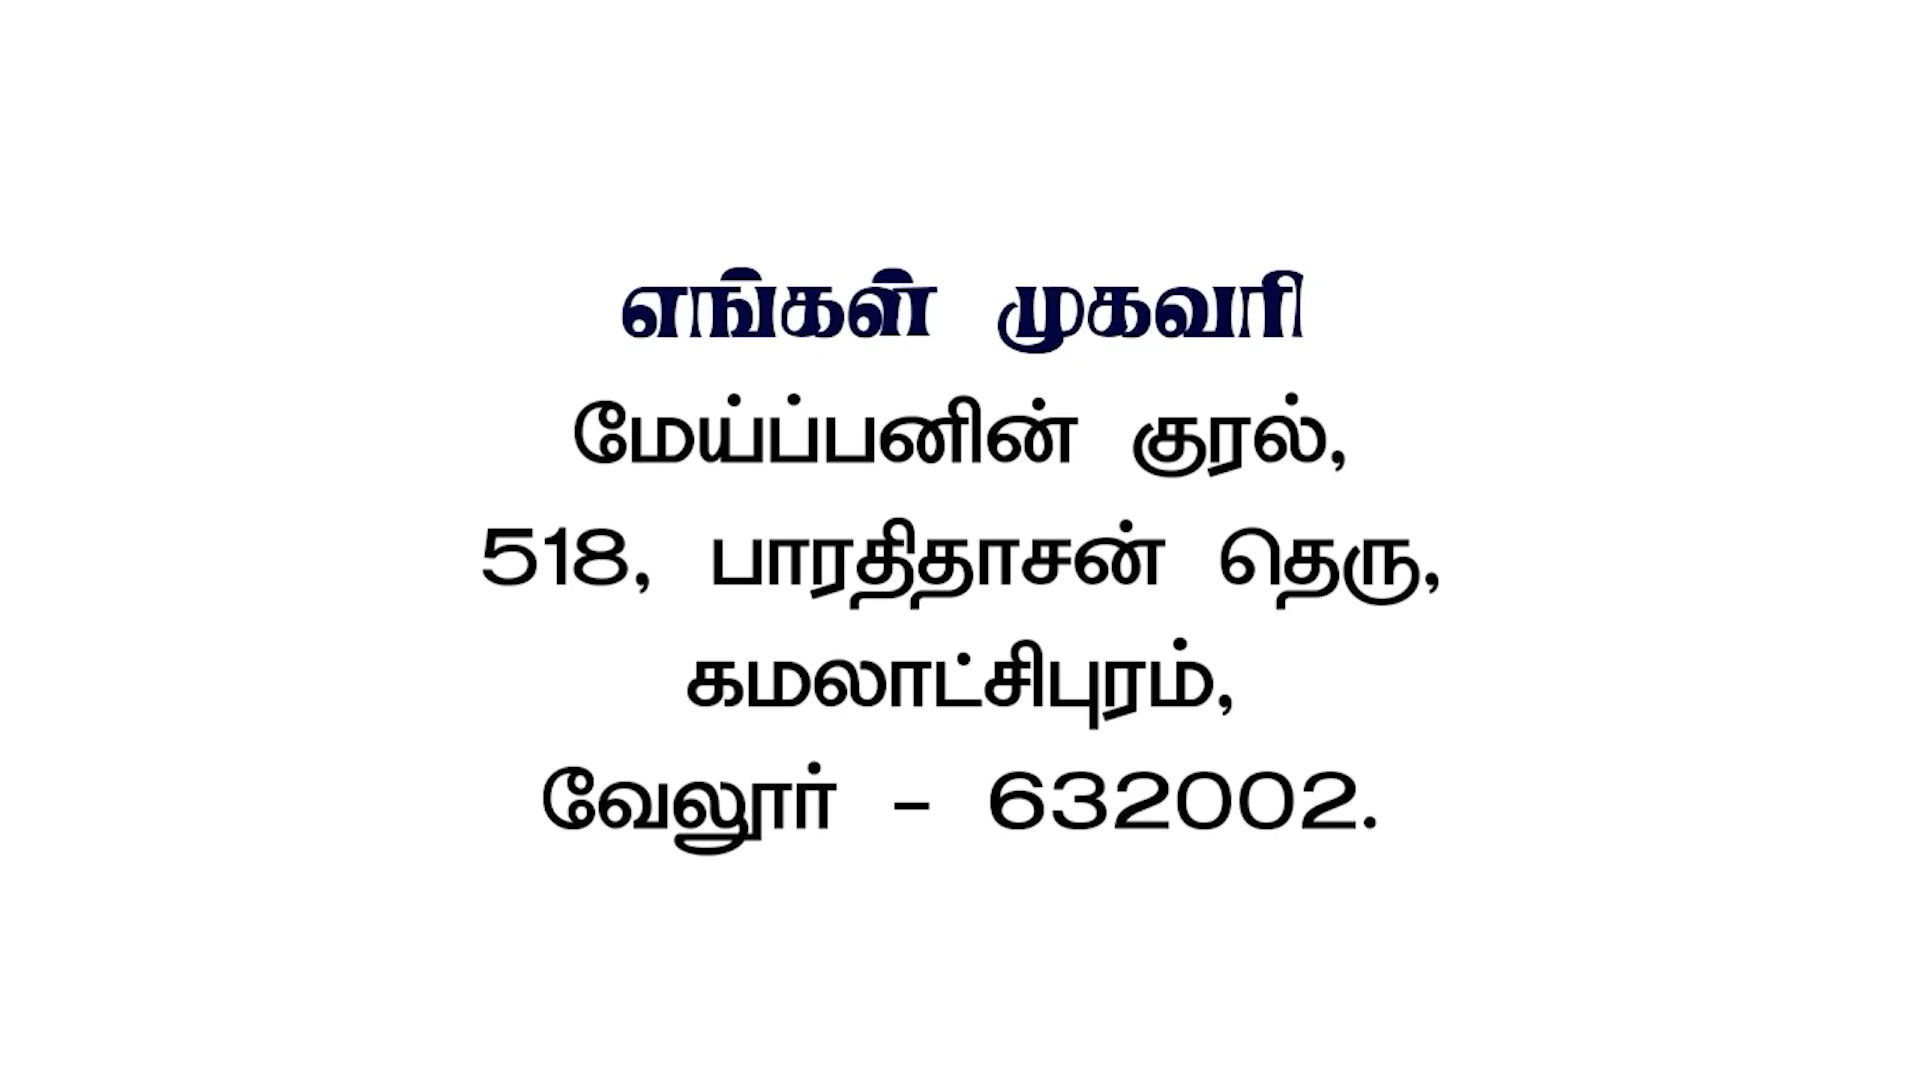 எங்கள் முகவரி
மேய்ப்பனின் குரல்,
518, பாரதிதாசன் தெரு,
கமலாட்சிபுரம்,
வேலூர் - 632002.